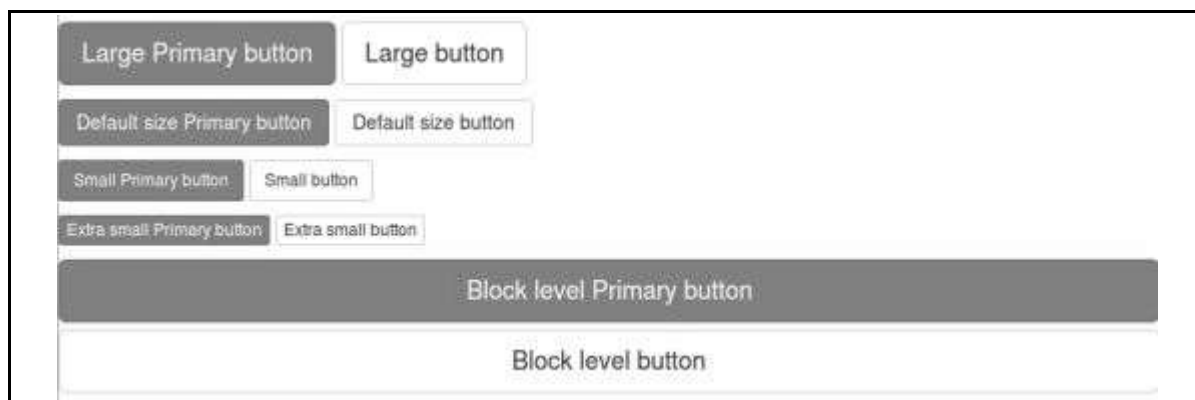 Large Primary button Large button
Default size Primary button Default size button
Small Primary button Small button
Extra small Primary button Extra small button
Block level Primary button
Block level button